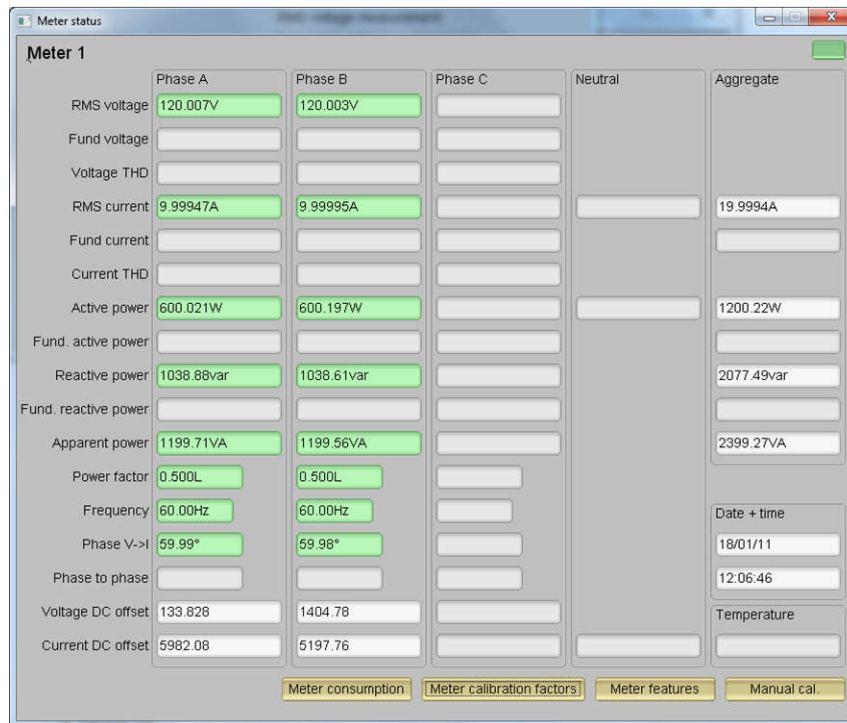 Meter status
RMS voltage measurement
Meter 1
Phase A Phase B Phase C Neutral Aggregate
RMS voltage 120.007V 120.003V
Fund voltage
Voltage THD
RMS current 9.99947A 9.99995A 19.9994A
Fund current
Current THD
Active power 600.021W 600.197W 1200.22W
Fund. active power
Reactive power 1038.88var 1038.61var 2077.49var
Fund. reactive power
Apparent power 1199.71VA 1199.56VA 2399.27VA
Power factor 0.500L 0.500L
Frequency 60.00Hz 60.00Hz Date + time
Phase V->I 59.99° 59.98° 18/01/11
Phase to phase 12:06:46
Voltage DC offset 133.828 1404.78 Temperature
Current DC offset 5982.08 5197.76
Meter consumption Meter calibration factors Meter features Manual cal.